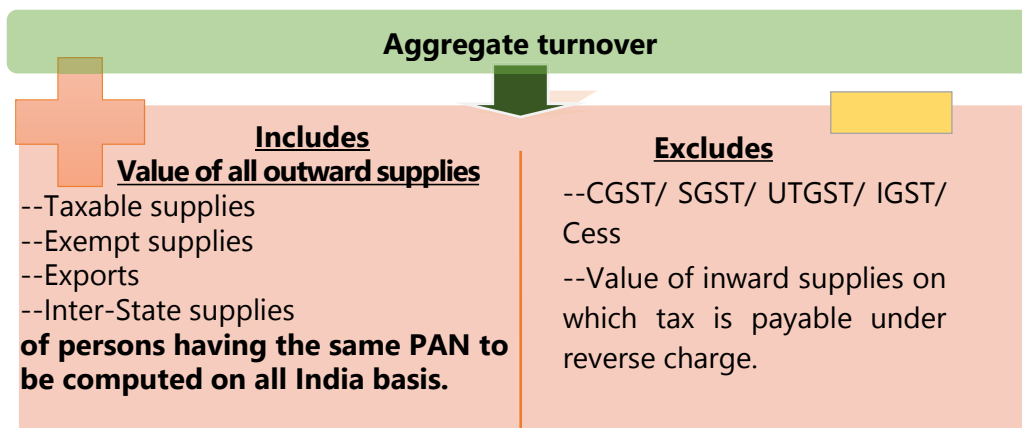 Aggregate turnover
Includes
Value of all outward supplies
--Taxable supplies
--Exempt supplies
--Exports
--Inter-State supplies
of persons having the same PAN to
be computed on all India basis.
Excludes
--CGST/ SGST/ UTGST/ IGST/
Cess
--Value of inward supplies on
which tax is payable under
reverse charge.